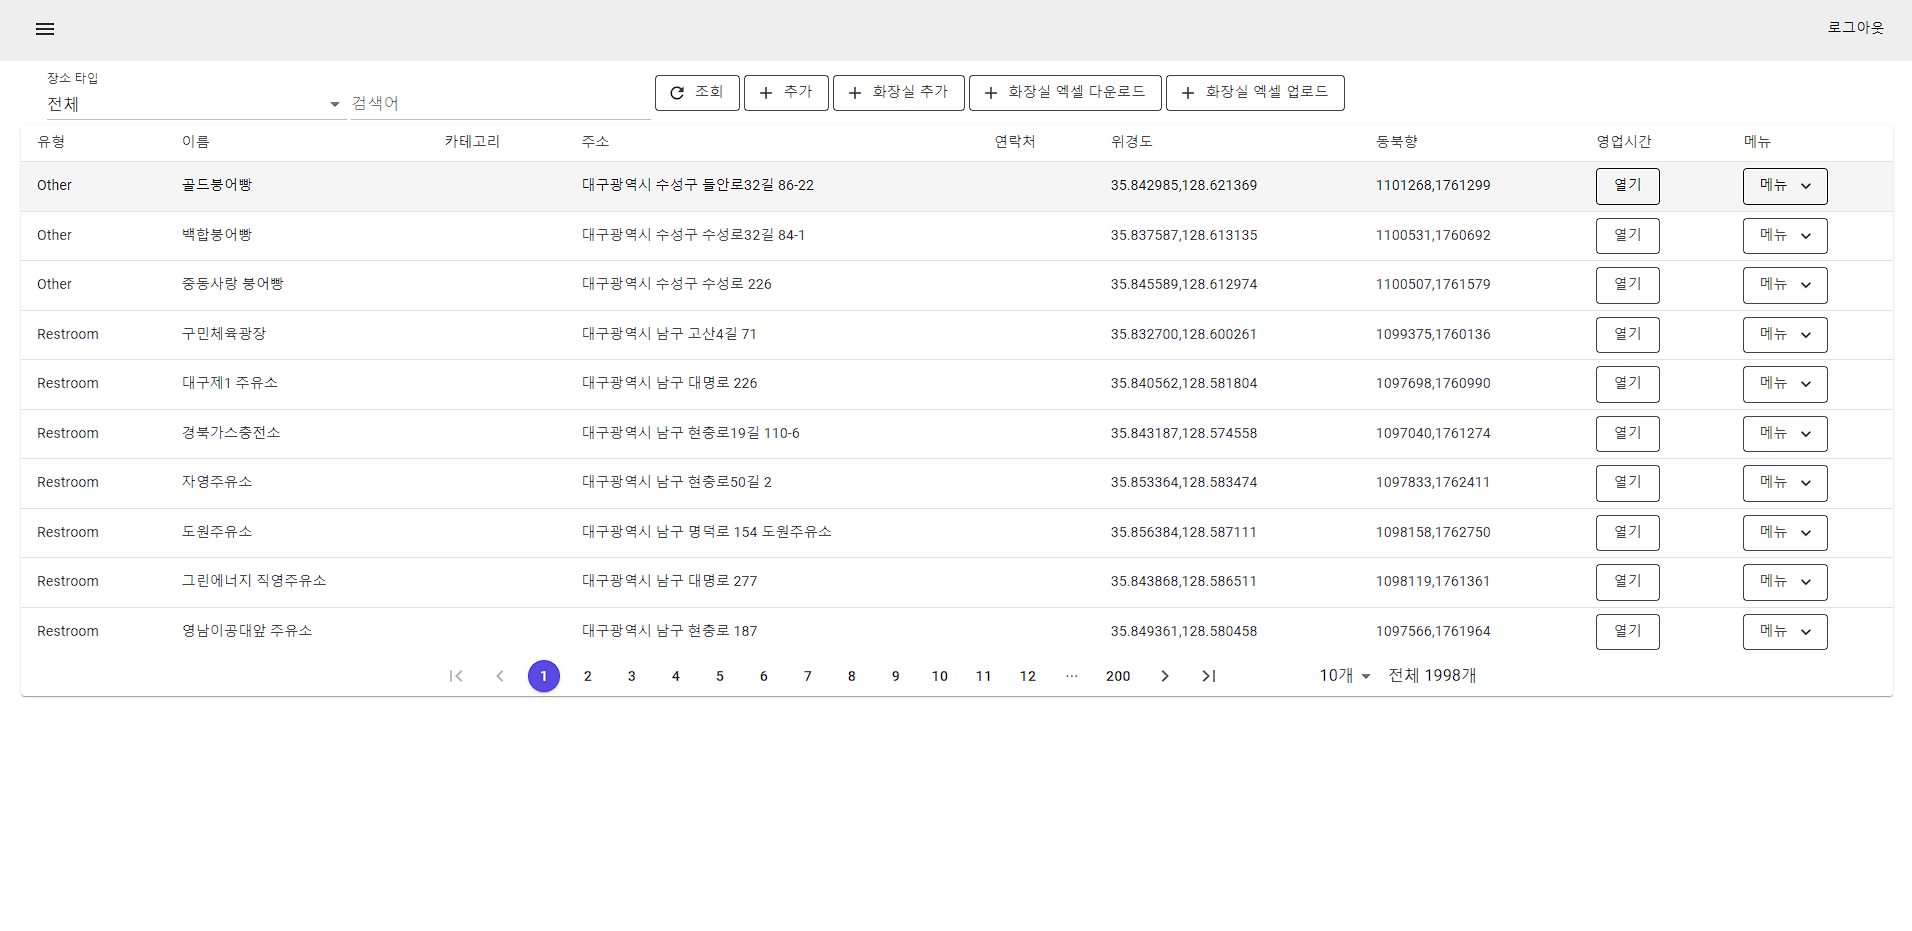 로그아웃
장소 타입
전체 검색어 조회 추가 화장실 추가 화장실 엑셀 다운로드 화장실 엑셀 업로드
유형 이름 카테고리 주소 연락처 위경도 동북향 영업시간 메뉴
Other 골드붕어빵 대구광역시 수성구 들안로32길 86-22 35.842985,128.621369 1101268,1761299 열기 메뉴
Other 백합붕어빵 대구광역시 수성구 수성로32길 84-1 35.837587,128.613135 1100531,1760692 열기 메뉴
Other 중동사랑 붕어빵 대구광역시 수성구 수성로 226 35.845589,128.612974 1100507,1761579 열기 메뉴
Restroom 구민체육광장 대구광역시 남구 고산4길 71 35.832700,128.600261 1099375,1760136 열기 메뉴
Restroom 대구제1 주유소 대구광역시 남구 대명로 226 35.840562,128.581804 1097698,1760990 열기 메뉴
Restroom 경북가스충전소 대구광역시 남구 현충로19길 110-6 35.843187,128.574558 1097040,1761274 열기 메뉴
Restroom 자영주유소 대구광역시 남구 현충로50길 2 35.853364,128.583474 1097833,1762411 열기 메뉴
Restroom 도원주유소 대구광역시 남구 명덕로 154 도원주유소 35.856384,128.587111 1098158,1762750 열기 메뉴
Restroom 그린에너지 직영주유소 대구광역시 남구 대명로 277 35.843868,128.586511 1098119,1761361 열기 메뉴
Restroom 영남이공대앞 주유소 대구광역시 남구 현충로 187 35.849361,128.580458 1097566,1761964 열기 메뉴
1 2 3 4 5 6 7 8 9 10 11 12 ... 200 10개 전체 1998개